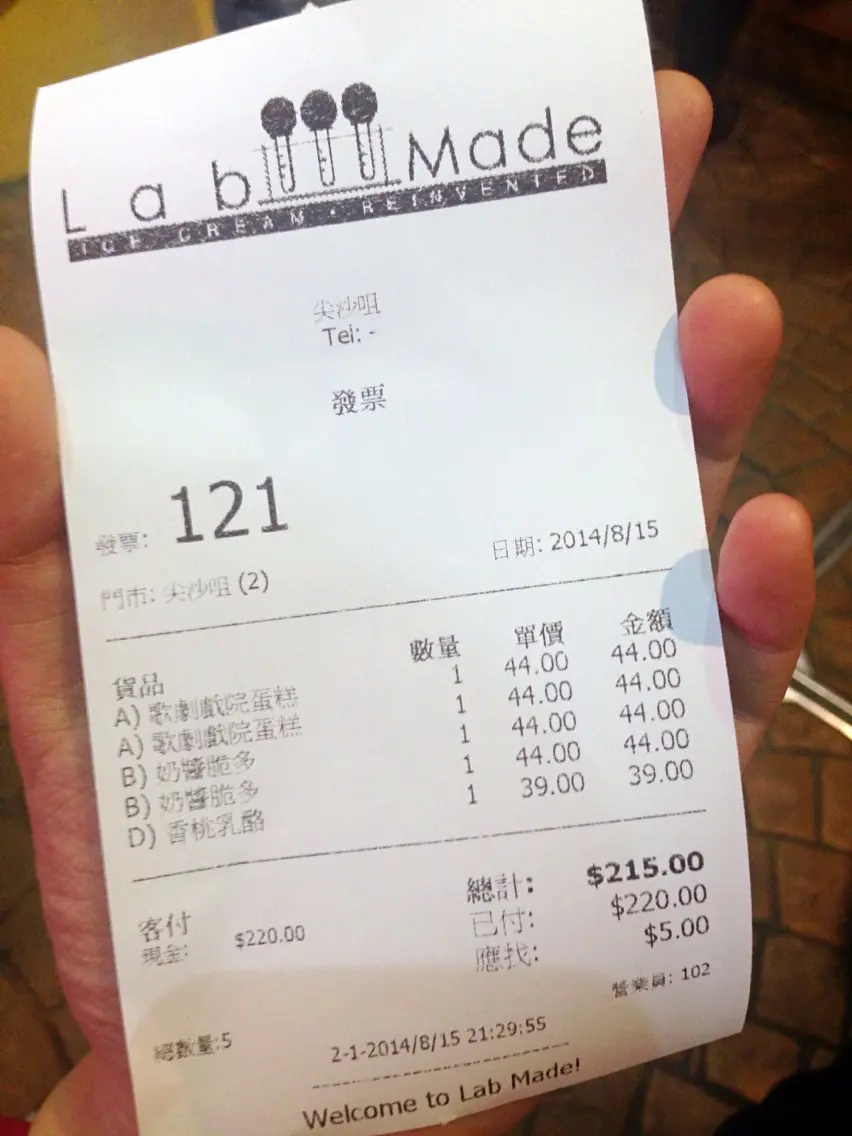 Lab Made
ICE CREAM • REINVENTED
尖沙咀
Tel: -
發票
發票: 121
日期: 2014/8/15
門市: 尖沙咀 (2)
貨品 數量 單價 金額
A) 歌劇戲院蛋糕 1 44.00 44.00
A) 歌劇戲院蛋糕 1 44.00 44.00
B) 奶醬脆多 1 44.00 44.00
B) 奶醬脆多 1 44.00 44.00
D) 香桃乳酪 1 39.00 39.00
總計: $215.00
客付 已付: $220.00
現金: $220.00 應找: $5.00
營業員: 102
總數量:5 2-1-2014/8/15 21:29:55
Welcome to Lab Made!